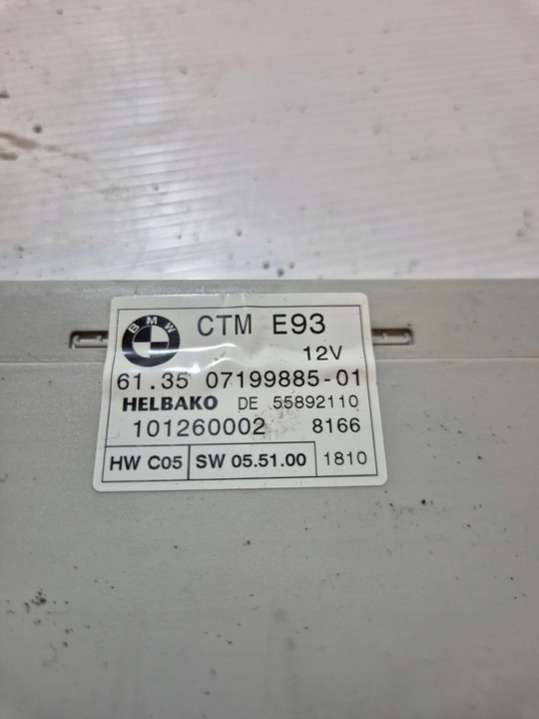 BMW
CTM E93
12V
61.35 07199885-01
HELBAKO DE 55892110
101260002 8166
HW C05 SW 05.51.00 1810